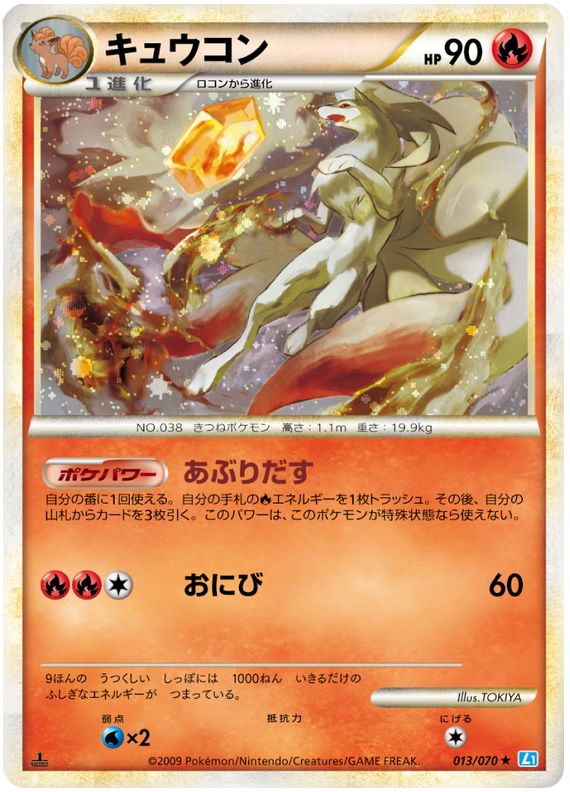 キュウコン
HP90
1進化
ロコンから進化
NO.038 きつねポケモン 高さ:1.1m 重さ:19.9kg
ポケパワー あぶりだす
自分の番に1回使える。自分の手札の エネルギーを1枚トラッシュ。その後、自分の
山札からカードを3枚引く。このパワーは、このポケモンが特殊状態なら使えない。
おにび 60
9ほんの うつくしい しっぽには 1000ねん いきるだけの
ふしぎなエネルギーが つまっている。
Illus.TOKIYA
弱点 抵抗力 にげる
×2
©2009 Pokémon/Nintendo/Creatures/GAME FREAK.
013/070 ★ L1